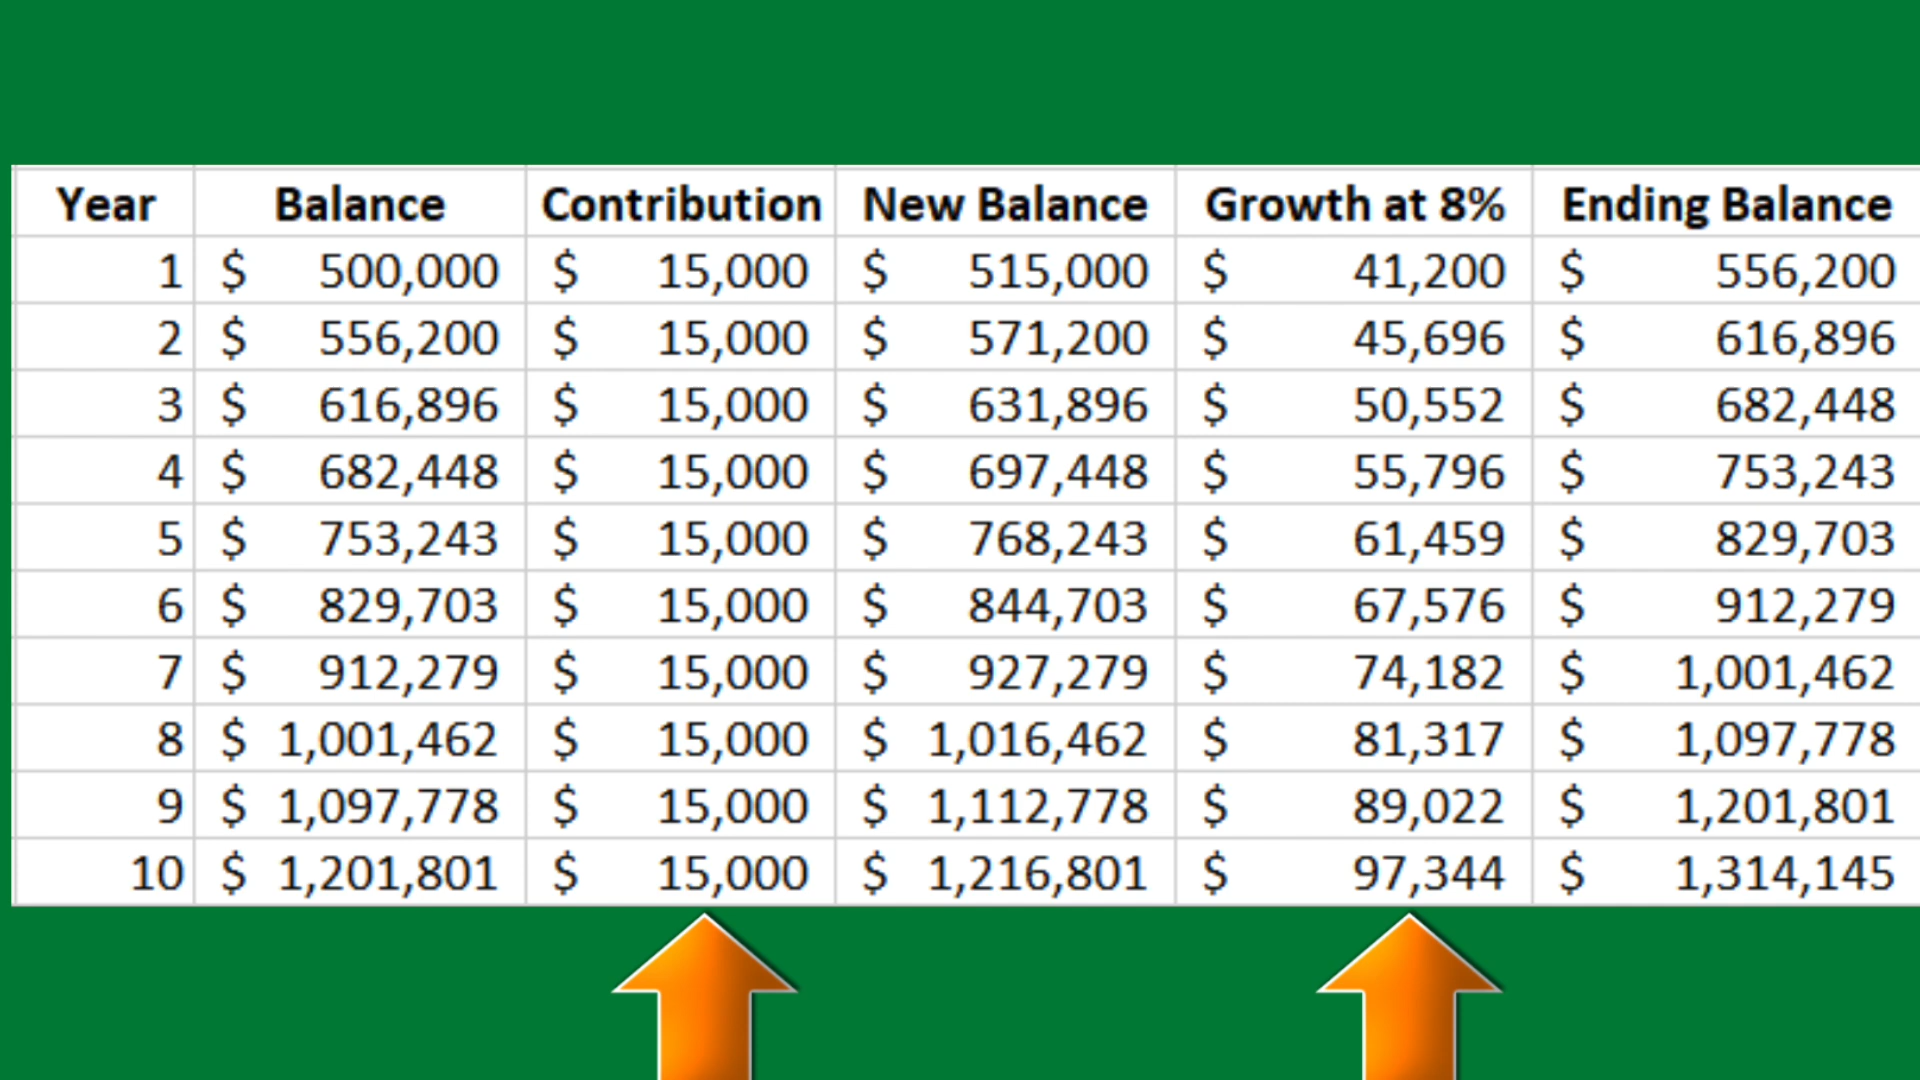 Year Balance Contribution New Balance Growth at 8% Ending Balance
1 $ 500,000 $ 15,000 $ 515,000 $ 41,200 $ 556,200
2 $ 556,200 $ 15,000 $ 571,200 $ 45,696 $ 616,896
3 $ 616,896 $ 15,000 $ 631,896 $ 50,552 $ 682,448
4 $ 682,448 $ 15,000 $ 697,448 $ 55,796 $ 753,243
5 $ 753,243 $ 15,000 $ 768,243 $ 61,459 $ 829,703
6 $ 829,703 $ 15,000 $ 844,703 $ 67,576 $ 912,279
7 $ 912,279 $ 15,000 $ 927,279 $ 74,182 $ 1,001,462
8 $ 1,001,462 $ 15,000 $ 1,016,462 $ 81,317 $ 1,097,778
9 $ 1,097,778 $ 15,000 $ 1,112,778 $ 89,022 $ 1,201,801
10 $ 1,201,801 $ 15,000 $ 1,216,801 $ 97,344 $ 1,314,145